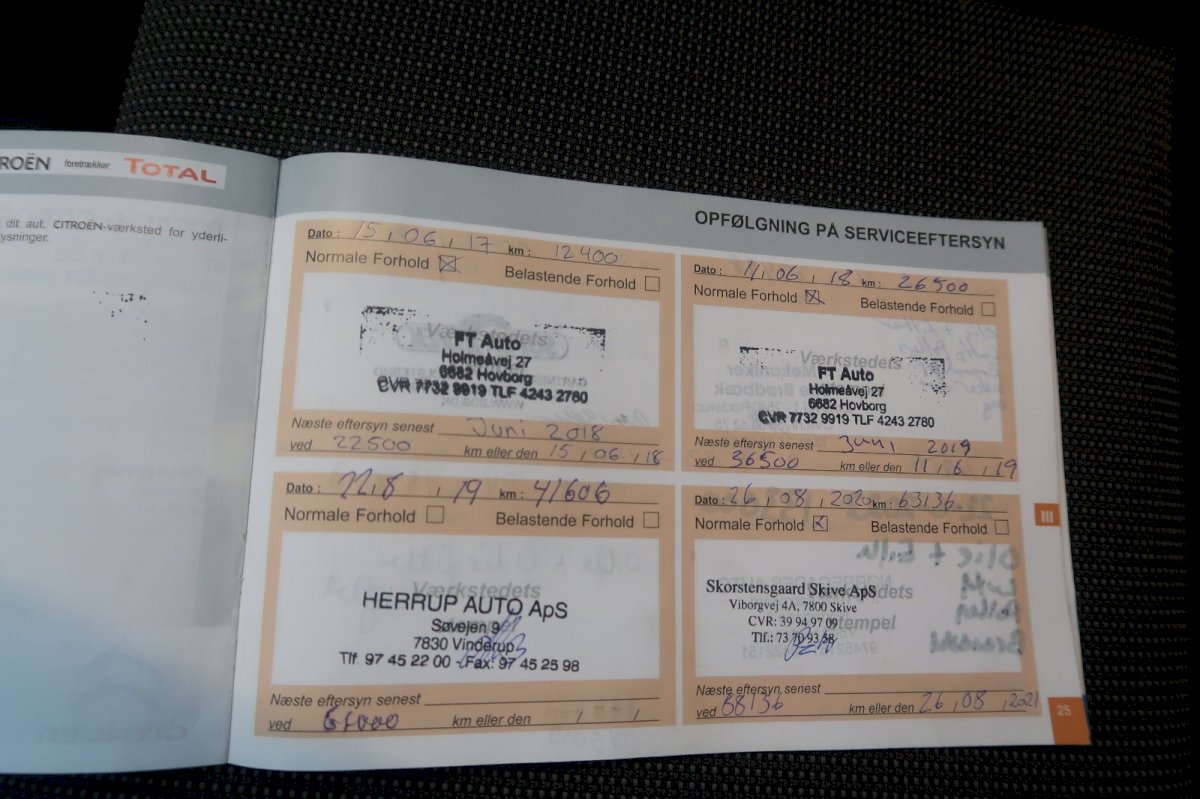 TROËN foretrækker TOTAL
dit aut. CITROËN-værksted for yderli-
ysninger.
OPFØLGNING PÅ SERVICEEFTERSYN
Dato : 15, 06, 17 km : 12400
Normale Forhold Belastende Forhold
Værkstedets
FT Auto
Holmeåvej 27
6682 Hovborg
CVR 7732 9919 TLF 4243 2780
Næste eftersyn senest Juni 2018
ved 22500 km eller den 15, 06, 18
Dato : 11, 06, 18 km : 26500
Normale Forhold Belastende Forhold
Værkstedets
FT Auto
Holmeåvej 27
6682 Hovborg
CVR 7732 9919 TLF 4243 2780
Næste eftersyn senest Juni 2019
ved 36500 km eller den 11, 6, 19
Dato : 22.8 , 19 km : 41606
Normale Forhold Belastende Forhold
Værkstedets
HERRUP AUTO ApS
Søvejen 9
7830 Vinderup
Tlf. 97 45 22 00 - Fax: 97 45 25 98
Næste eftersyn senest
ved km eller den , ,
Dato : 26, 08, 2020 km : 63136
Normale Forhold Belastende Forhold
Skorstensgaard Skive ApS
Viborgvej 4A, 7800 Skive
CVR: 39 94 97 09
Tlf.: 73 70 93 58
stempel
Næste eftersyn senest
ved 68136 km eller den 26, 08, 2021
III
25